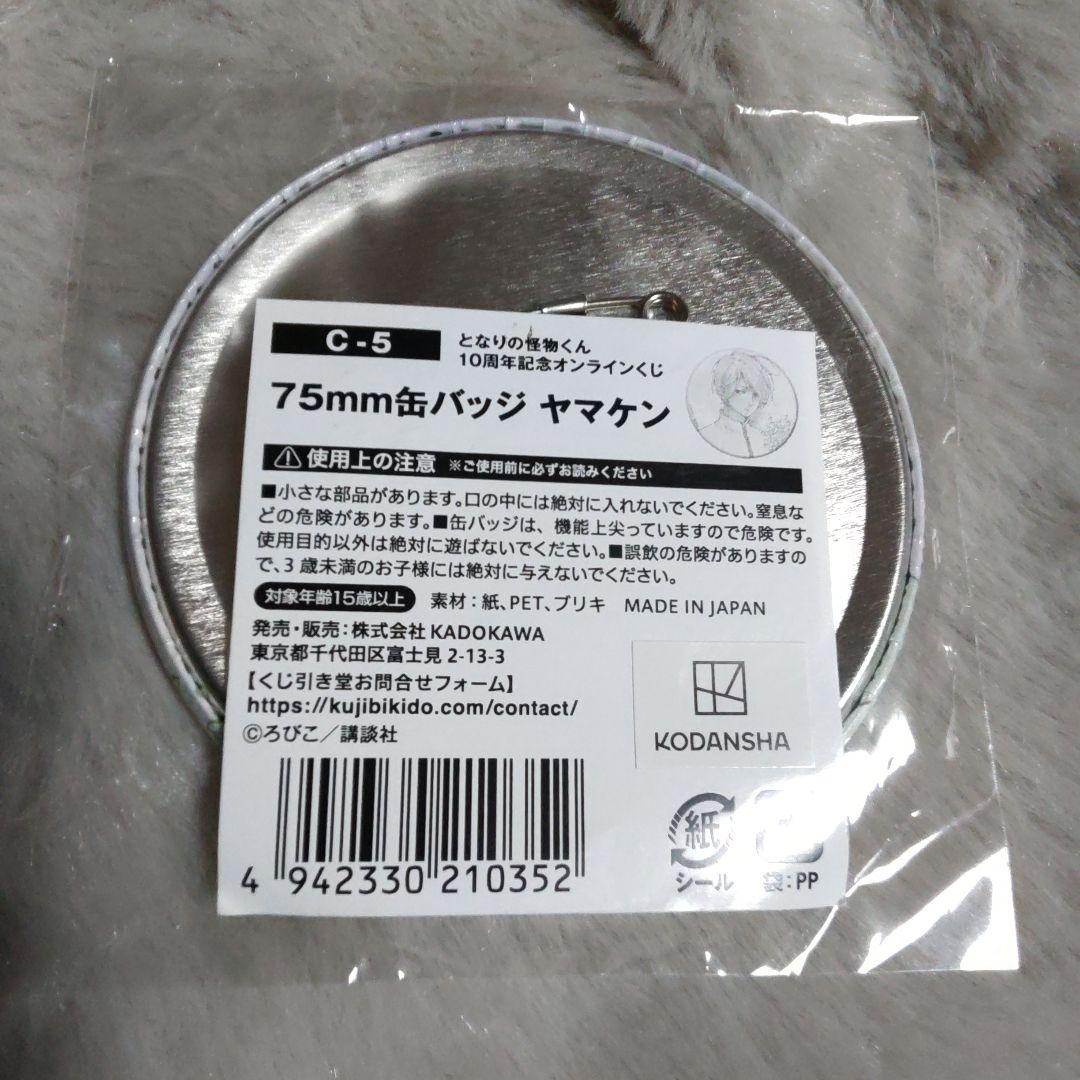 C-5
となりの怪物くん
10周年記念オンラインくじ
75mm缶バッジ ヤマケン
使用上の注意 ※ご使用前に必ずお読みください
■小さな部品があります。口の中には絶対に入れないでください。窒息な
どの危険があります。■缶バッジは、機能上尖っていますので危険です。
使用目的以外は絶対に遊ばないでください。■誤飲の危険がありますの
で、3歳未満のお子様には絶対に与えないでください。
対象年齢15歳以上 素材:紙、PET、ブリキ MADE IN JAPAN
発売・販売:株式会社 KADOKAWA
東京都千代田区富士見 2-13-3
【くじ引き堂お問合せフォーム】
https://kujibikido.com/contact/
©ろびこ/講談社
KODANSHA
4 942330 210352
紙
シール 袋:PP